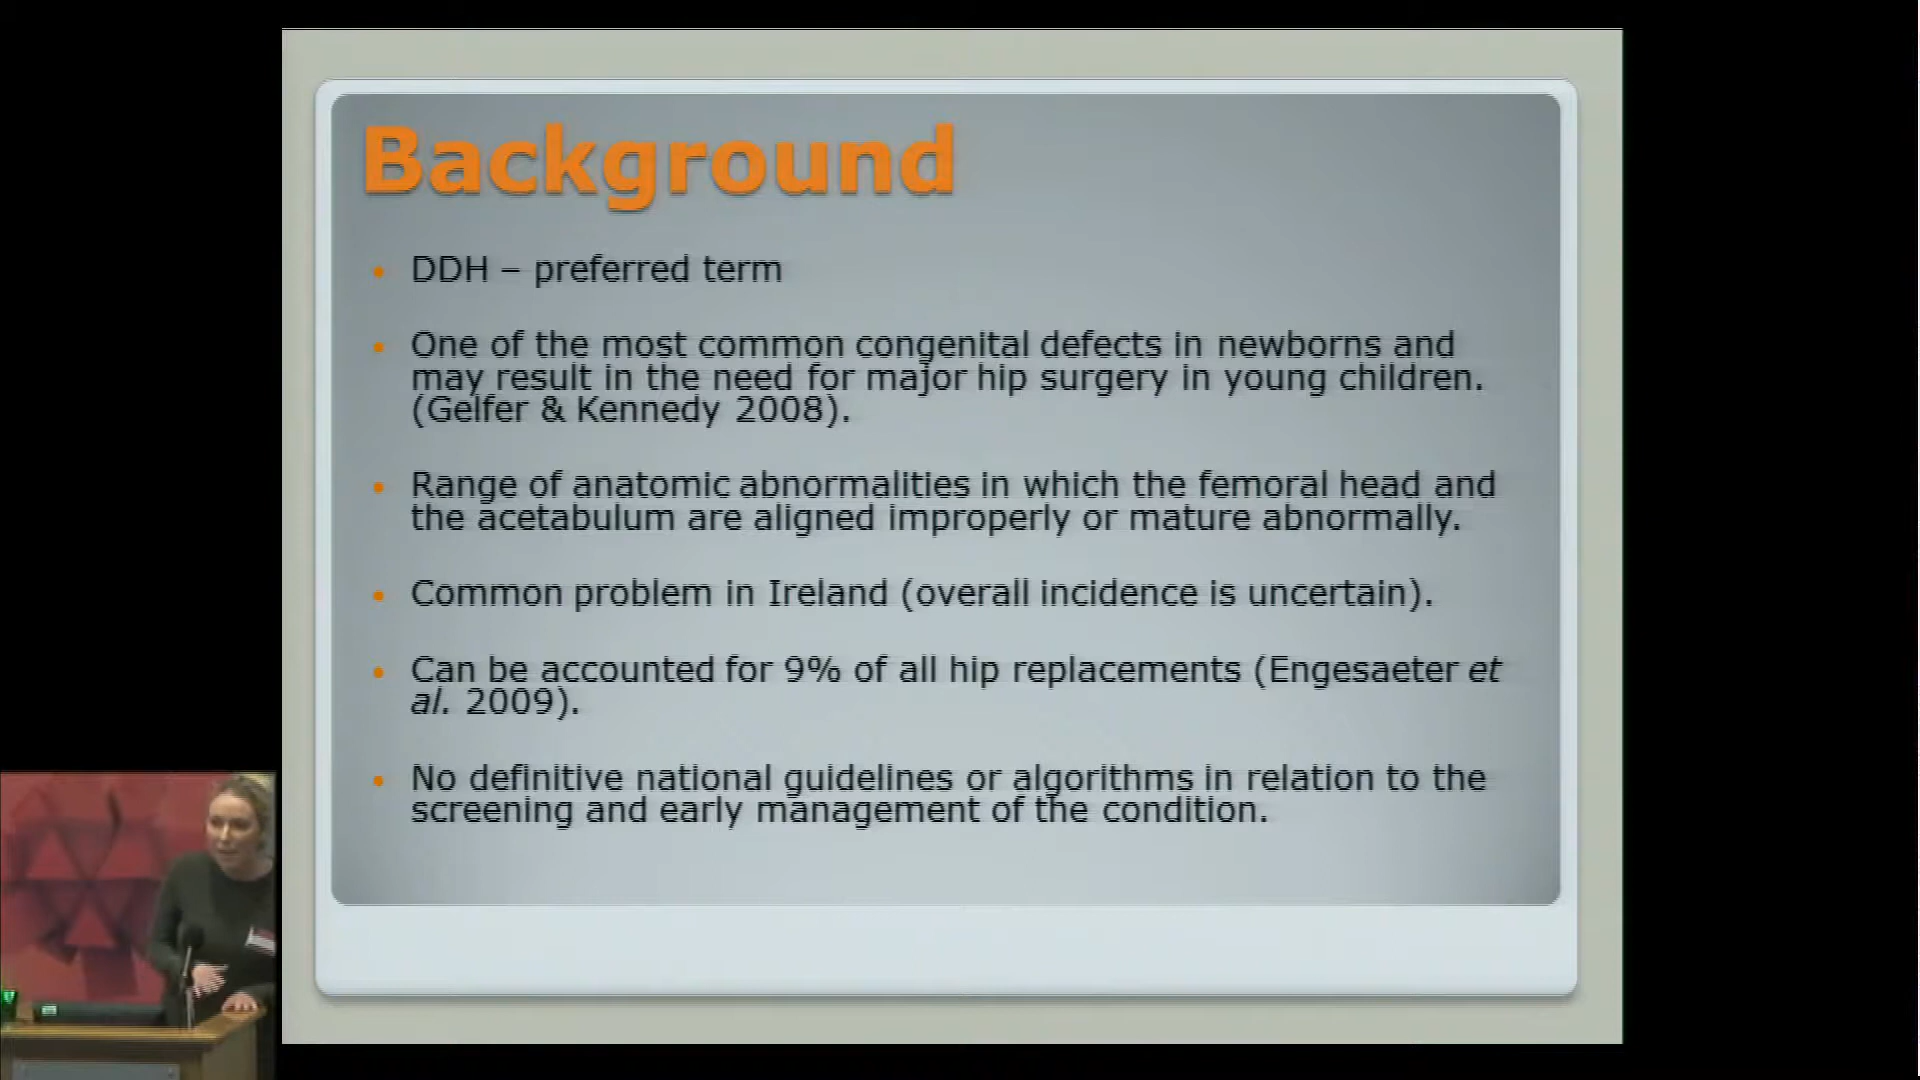 Background
• DDH – preferred term
• One of the most common congenital defects in newborns and
may result in the need for major hip surgery in young children.
(Gelfer & Kennedy 2008).
• Range of anatomic abnormalities in which the femoral head and
the acetabulum are aligned improperly or mature abnormally.
• Common problem in Ireland (overall incidence is uncertain).
• Can be accounted for 9% of all hip replacements (Engesaeter et
al. 2009).
• No definitive national guidelines or algorithms in relation to the
screening and early management of the condition.